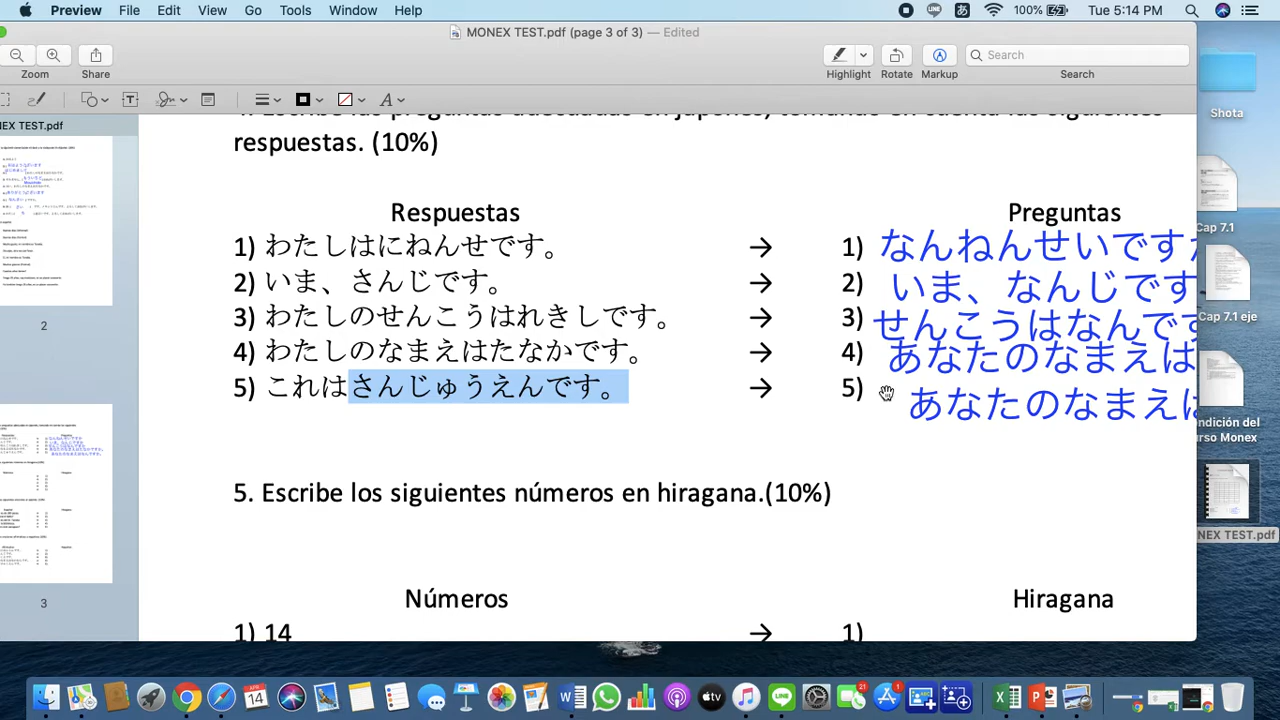 Preview File Edit View Go Tools Window Help 100% Tue 5:14 PM
MONEX TEST.pdf (page 3 of 3) — Edited
Zoom Share Highlight Rotate Markup Search
Search
NEX TEST.pdf
respuestas. (10%)
Respuestas Preguntas
1) わたしはにねんせです。 → 1) なんねんせいです
2) いま、さんじです。 → 2) いま、なんじです
3) わたしのせんこうはれきしです。 → 3) せんこうはなんです
4) わたしのなまえはたなかです。 → 4) あなたのなまえは
5) これはさんじゅうえんです。 → 5) あなたのなまえは
5. Escribe los siguientes números en hiragana.(10%)
Números Hiragana
1) 14 → 1)
2
3
Shota
Cap 7.1
Cap 7.1 eje
ndición del
rso Monex
NEX TEST.pdf